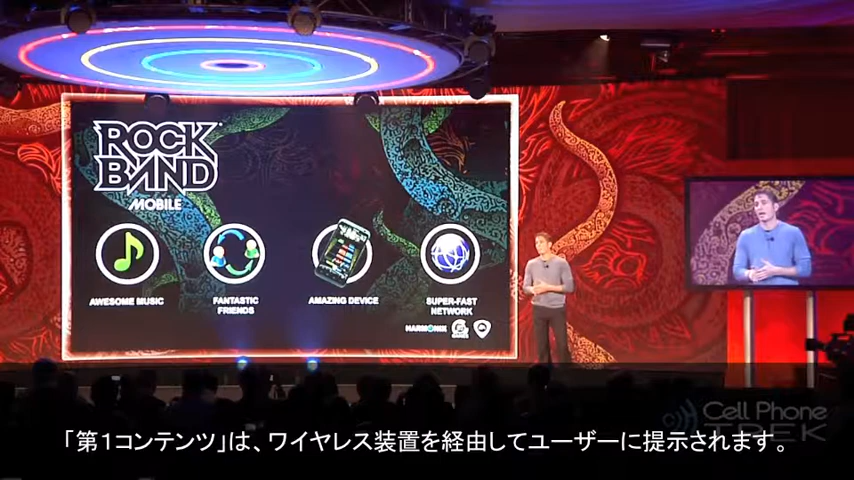 ROCK
BAND
MOBILE
AWESOME MUSIC
FANTASTIC
FRIENDS
AMAZING DEVICE
SUPER-FAST
NETWORK
HARMONIX
EA
Cell Phone
TREK
「第1コンテンツ」は、ワイヤレス装置を経由してユーザーに提示されます。